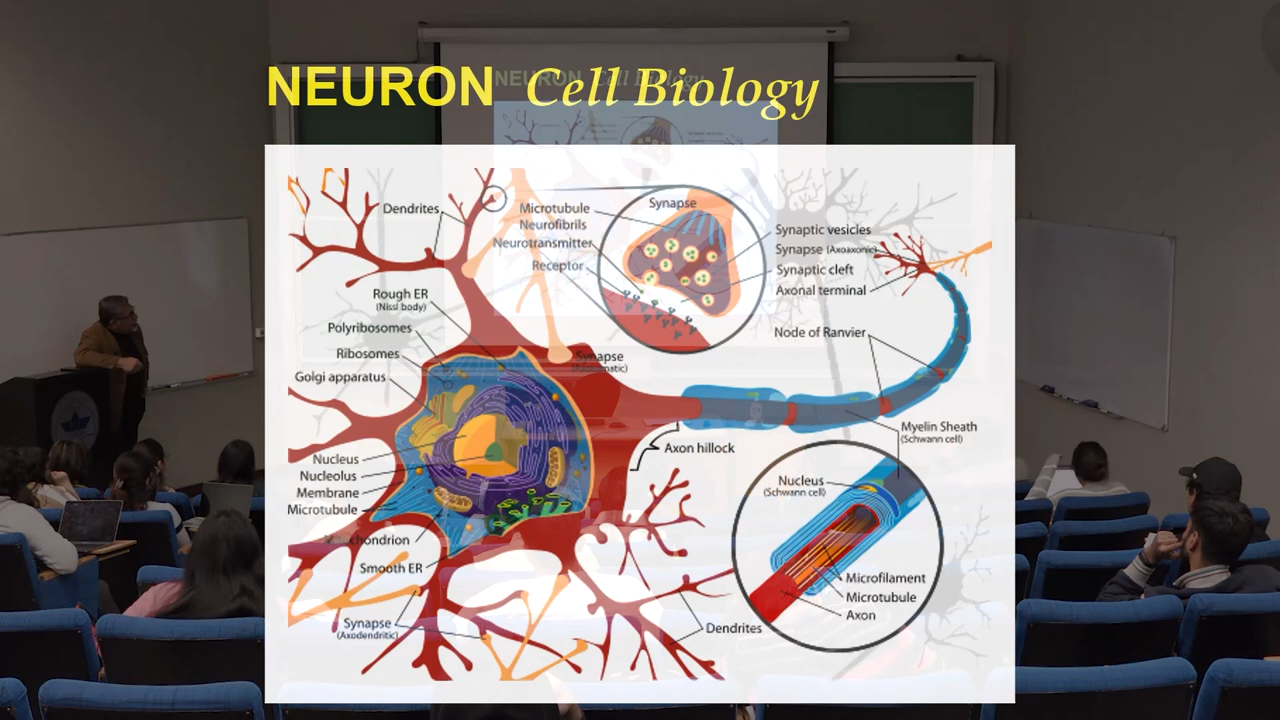 NEURON Cell Biology
Dendrites
Microtubule
Neurofibrils
Neurotransmitter
Receptor
Synapse
Synaptic vesicles
Synapse (Axoaxonic)
Synaptic cleft
Axonal terminal
Rough ER
(Nissl body)
Polyribosomes
Ribosomes
Golgi apparatus
Synapse
Node of Ranvier
Myelin Sheath
(Schwann cell)
Axon hillock
Nucleus
Nucleolus
Membrane
Microtubule
chondrion
Smooth ER
Synapse
(Axodendritic)
Dendrites
Nucleus
(Schwann cell)
Microfilament
Microtubule
Axon